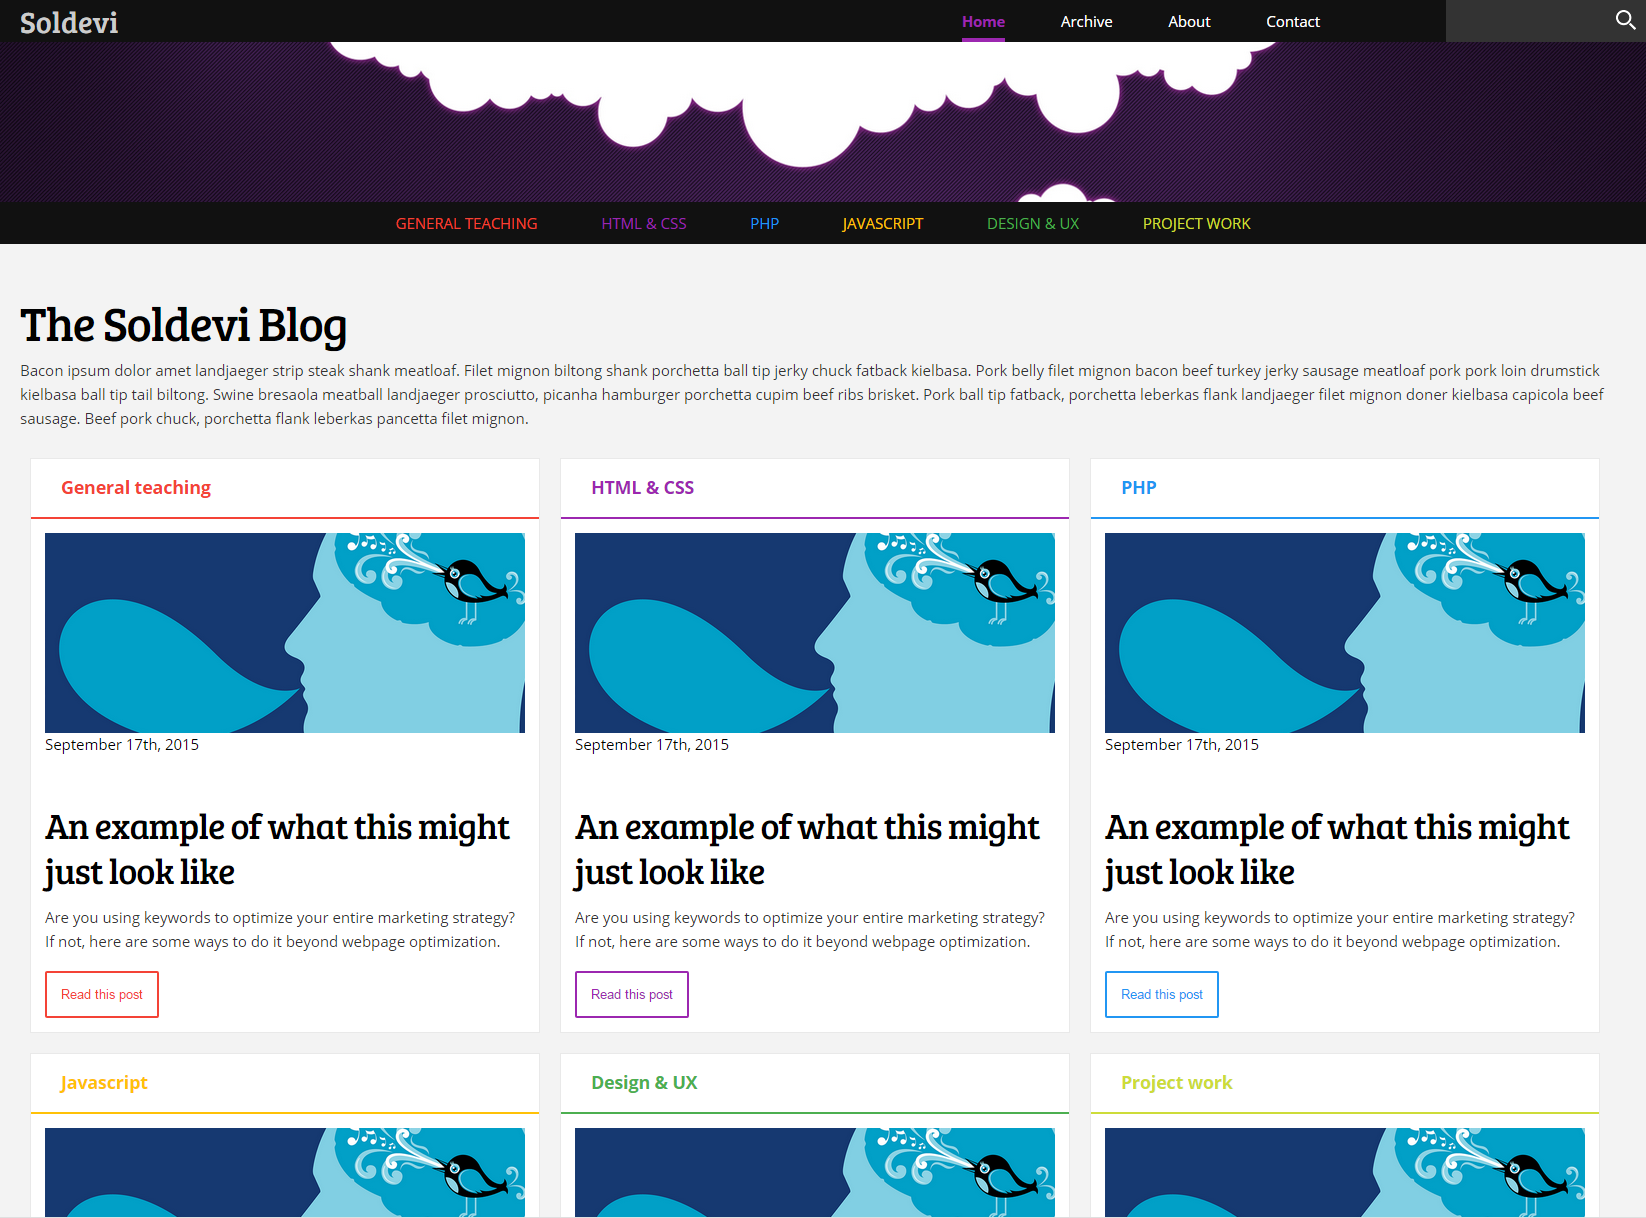 Soldevi
Home Archive About Contact
GENERAL TEACHING HTML & CSS PHP JAVASCRIPT DESIGN & UX PROJECT WORK
The Soldevi Blog
Bacon ipsum dolor amet landjaeger strip steak shank meatloaf. Filet mignon biltong shank porchetta ball tip jerky chuck fatback kielbasa. Pork belly filet mignon bacon beef turkey jerky sausage meatloaf pork pork loin drumstick
kielbasa ball tip tail biltong. Swine bresaola meatball landjaeger prosciutto, picanha hamburger porchetta cupim beef ribs brisket. Pork ball tip fatback, porchetta leberkas flank landjaeger filet mignon doner kielbasa capicola beef
sausage. Beef pork chuck, porchetta flank leberkas pancetta filet mignon.
General teaching
September 17th, 2015
An example of what this might
just look like
Are you using keywords to optimize your entire marketing strategy?
If not, here are some ways to do it beyond webpage optimization.
Read this post
HTML & CSS
September 17th, 2015
An example of what this might
just look like
Are you using keywords to optimize your entire marketing strategy?
If not, here are some ways to do it beyond webpage optimization.
Read this post
PHP
September 17th, 2015
An example of what this might
just look like
Are you using keywords to optimize your entire marketing strategy?
If not, here are some ways to do it beyond webpage optimization.
Read this post
Javascript
Design & UX
Project work